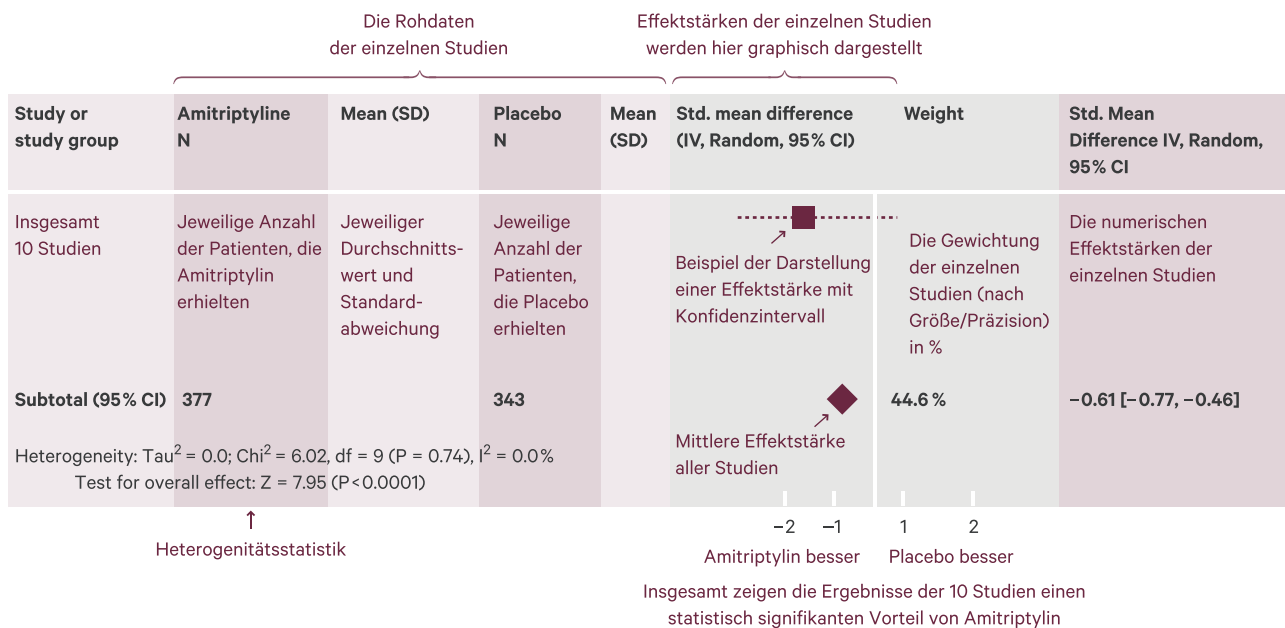 Die Rohdaten
der einzelnen Studien
Effektstärken der einzelnen Studien
werden hier graphisch dargestellt
Study or
study group
Amitriptyline
N
Mean (SD)
Placebo
N
Mean
(SD)
Std. mean difference
(IV, Random, 95% CI)
Weight
Std. Mean
Difference IV, Random,
95% CI
Insgesamt
10 Studien
Jeweilige Anzahl
der Patienten, die
Amitriptylin
erhielten
Jeweiliger
Durchschnitts-
wert und
Standard-
abweichung
Jeweilige
Anzahl der
Patienten,
die Placebo
erhielten
Beispiel der Darstellung
einer Effektstärke mit
Konfidenzintervall
Die Gewichtung
der einzelnen
Studien (nach
Größe/Präzision)
in %
Die numerischen
Effektstärken der
einzelnen Studien
Subtotal (95% CI) 377 343 44.6 % −0.61 [−0.77, −0.46]
Mittlere Effektstärke
aller Studien
Heterogeneity: Tau² = 0.0; Chi² = 6.02, df = 9 (P = 0.74), I² = 0.0%
Test for overall effect: Z = 7.95 (P<0.0001)
Heterogenitätsstatistik
−2 −1 1 2
Amitriptylin besser Placebo besser
Insgesamt zeigen die Ergebnisse der 10 Studien einen
statistisch signifikanten Vorteil von Amitriptylin